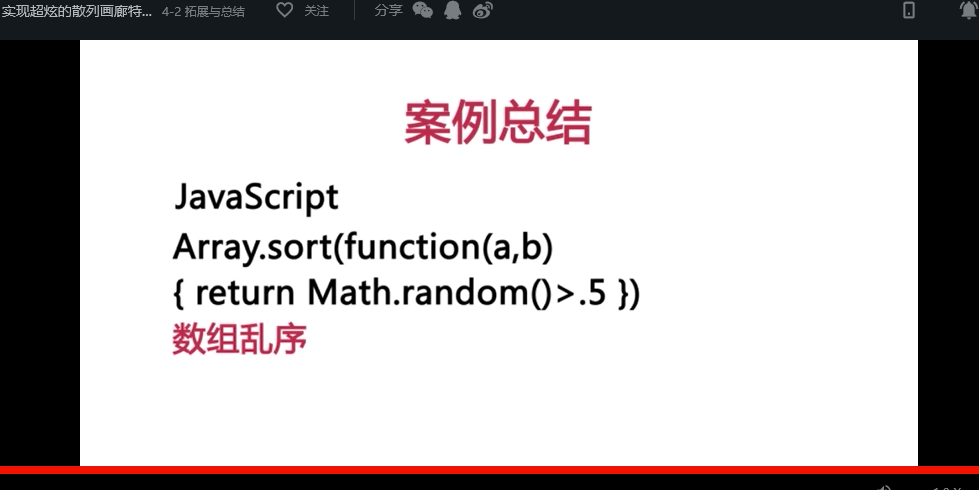 实现超炫的散列画廊特... 4-2 拓展与总结 关注 分享
案例总结
JavaScript
Array.sort(function(a,b)
{ return Math.random()>.5 })
数组乱序